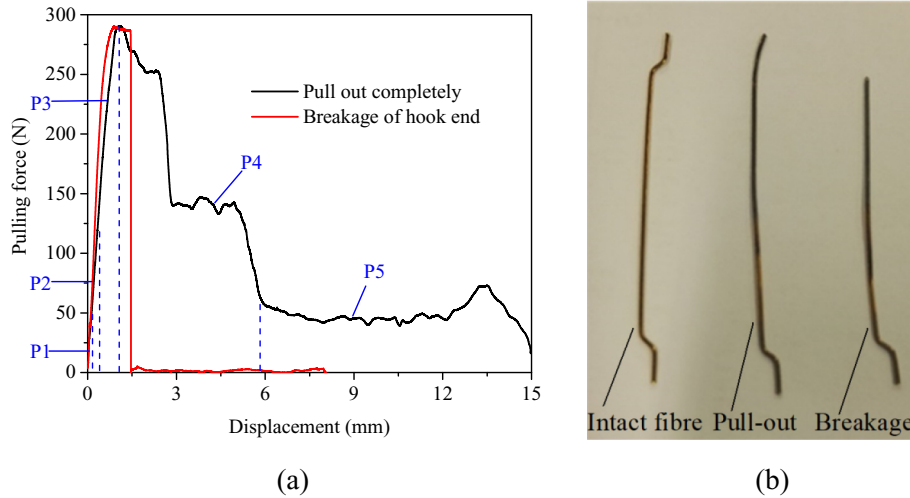 300
250
200
150
100
50
0
Pulling force (N)
P3
P2
P1
P4
P5
Pull out completely
Breakage of hook end
0 3 6 9 12 15
Displacement (mm)
(a)
Intact fibre Pull-out Breakage
(b)